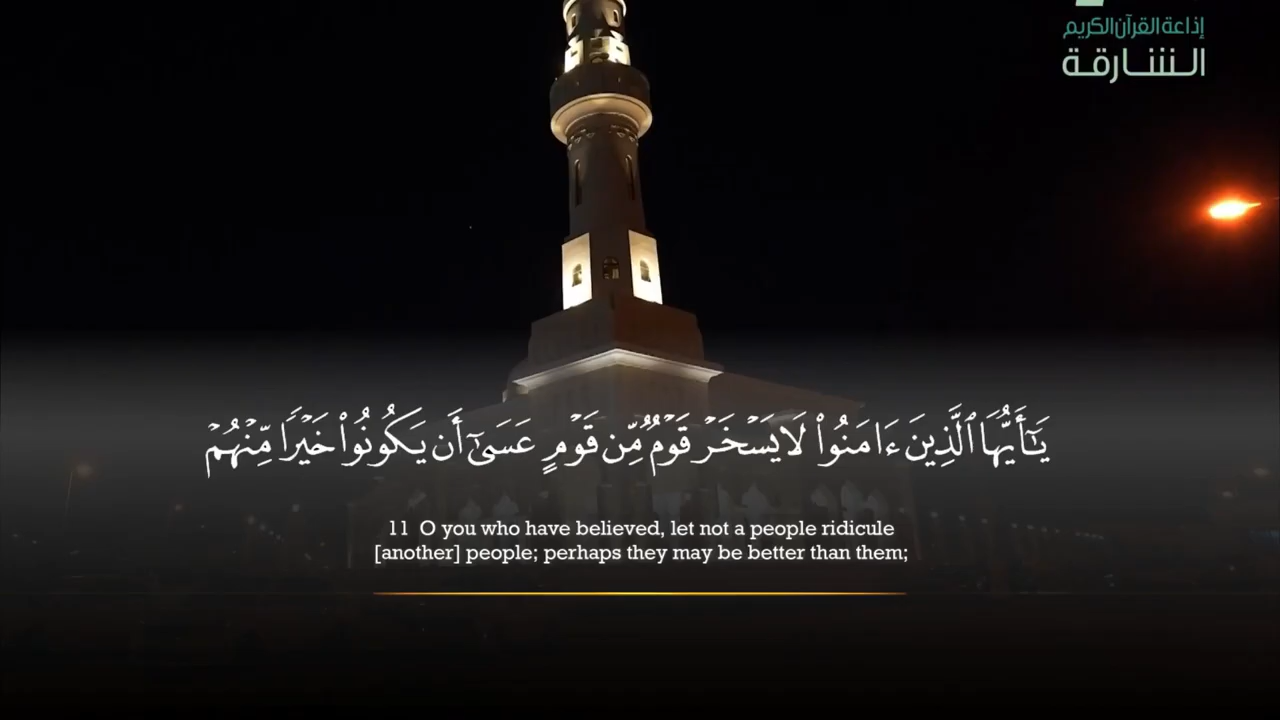 إذاعة القرآن الكريم
الشارقة
يَٰٓأَيُّهَا ٱلَّذِينَ ءَامَنُوا۟ لَا يَسْخَرْ قَوْمٌ مِّن قَوْمٍ عَسَىٰٓ أَن يَكُونُوا۟ خَيْرًا مِّنْهُمْ
11 O you who have believed, let not a people ridicule
[another] people; perhaps they may be better than them;